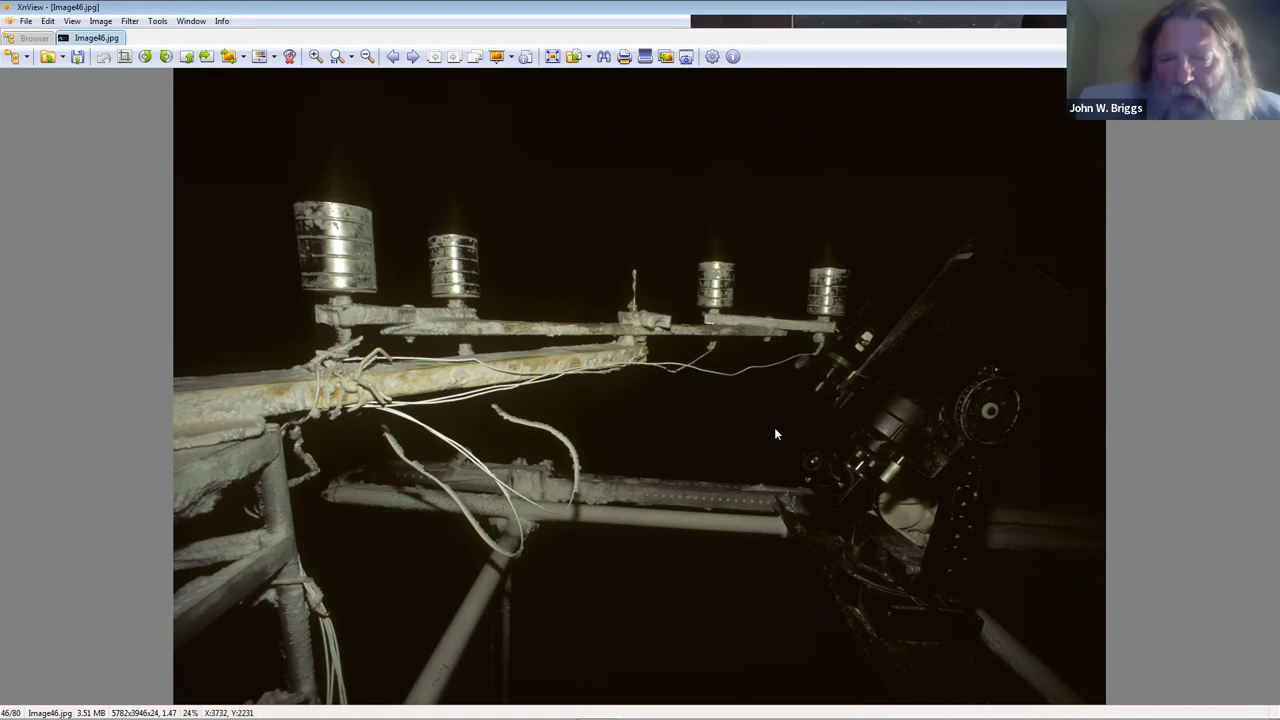 XnView - [Image46.jpg]
File Edit View Image Filter Tools Window Info
Browser Image46.jpg
John W. Briggs
46/80 Image46.jpg 3.51 MB 5782x3946x24, 1.47 24% X:3732, Y:2231